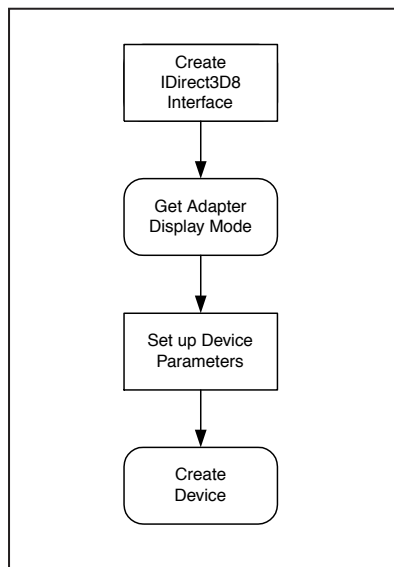 Create
IDirect3D8
Interface
Get Adapter
Display Mode
Set up Device
Parameters
Create
Device